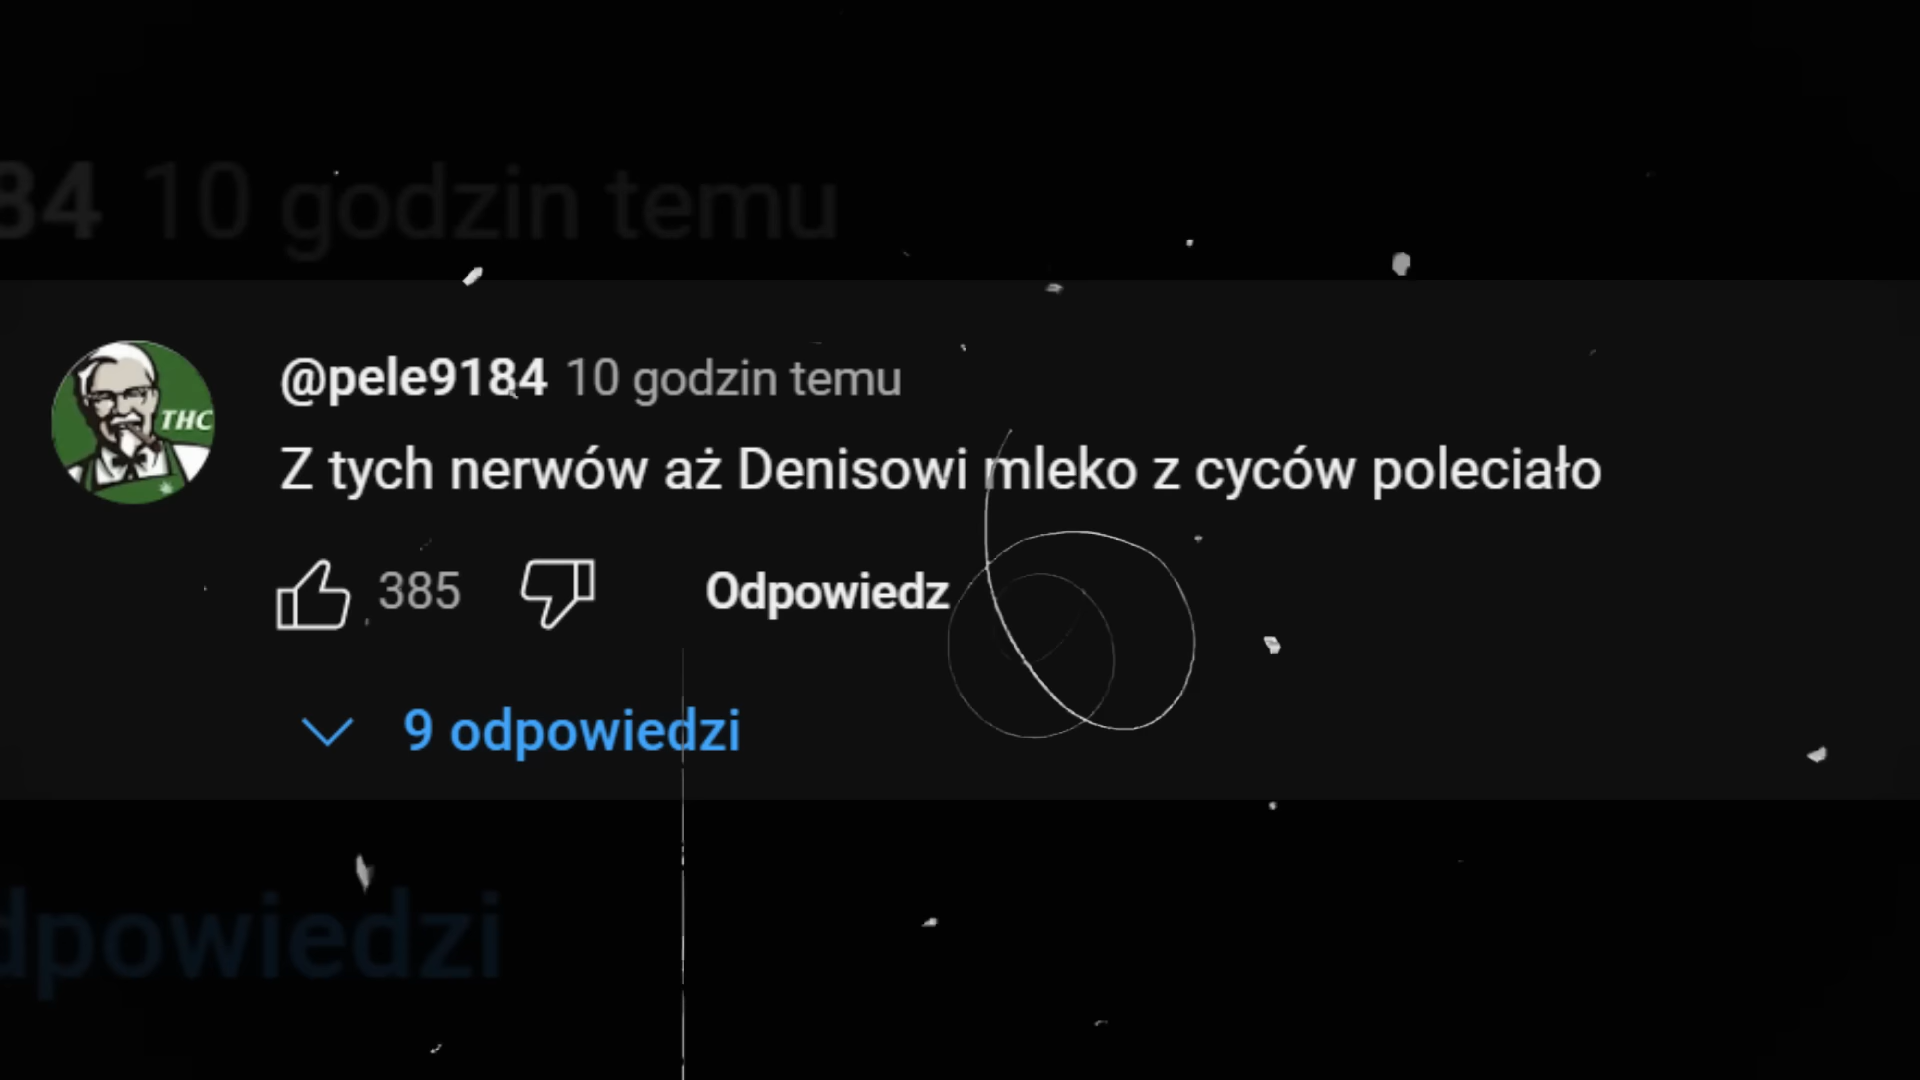 84 10 godzin temu
THC
@pele9184 10 godzin temu
Z tych nerwów aż Denisowi mleko z cyców poleciało
385 Odpowiedz
9 odpowiedzi
dpowiedzi